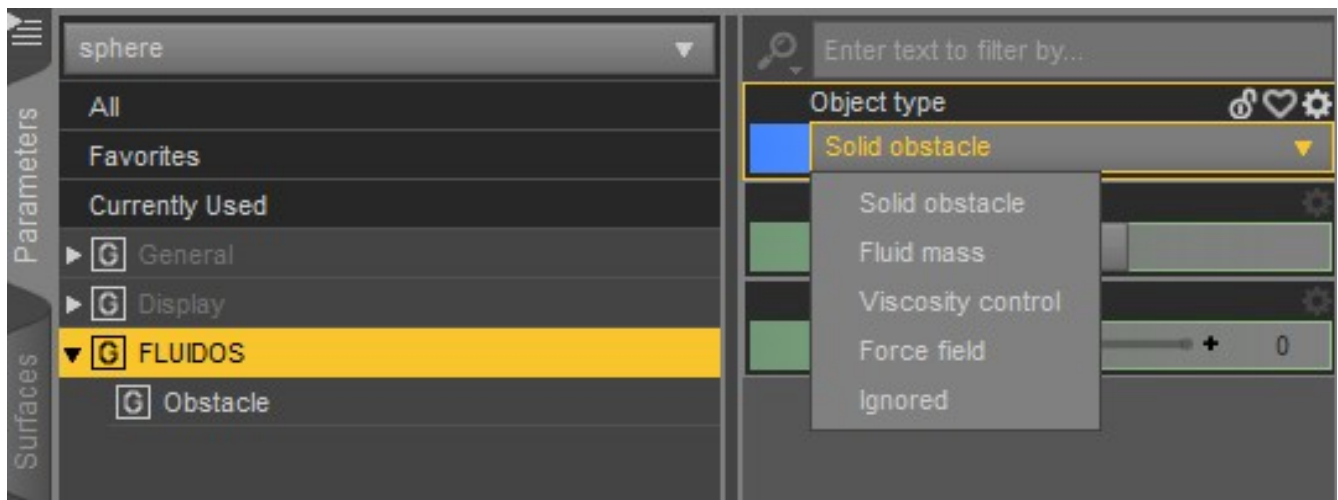 Parameters
Surfaces
sphere
All
Favorites
Currently Used
G General
G Display
G FLUIDOS
G Obstacle
Enter text to filter by...
Object type
Solid obstacle
Solid obstacle
Fluid mass
Viscosity control
Force field
Ignored
0